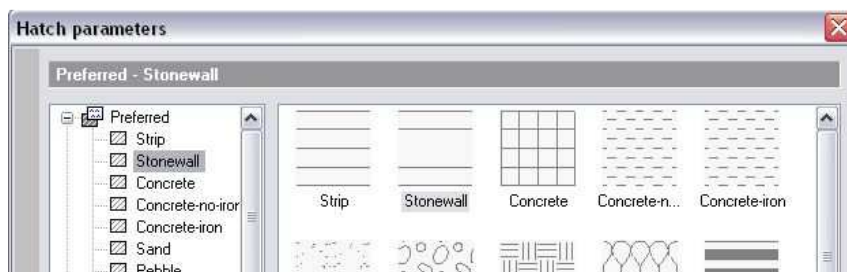 Hatch parameters
Preferred - Stonewall
Preferred
Strip
Stonewall
Concrete
Concrete-no-iror
Concrete-iron
Sand
Pebble
Strip Stonewall Concrete Concrete-n... Concrete-iron